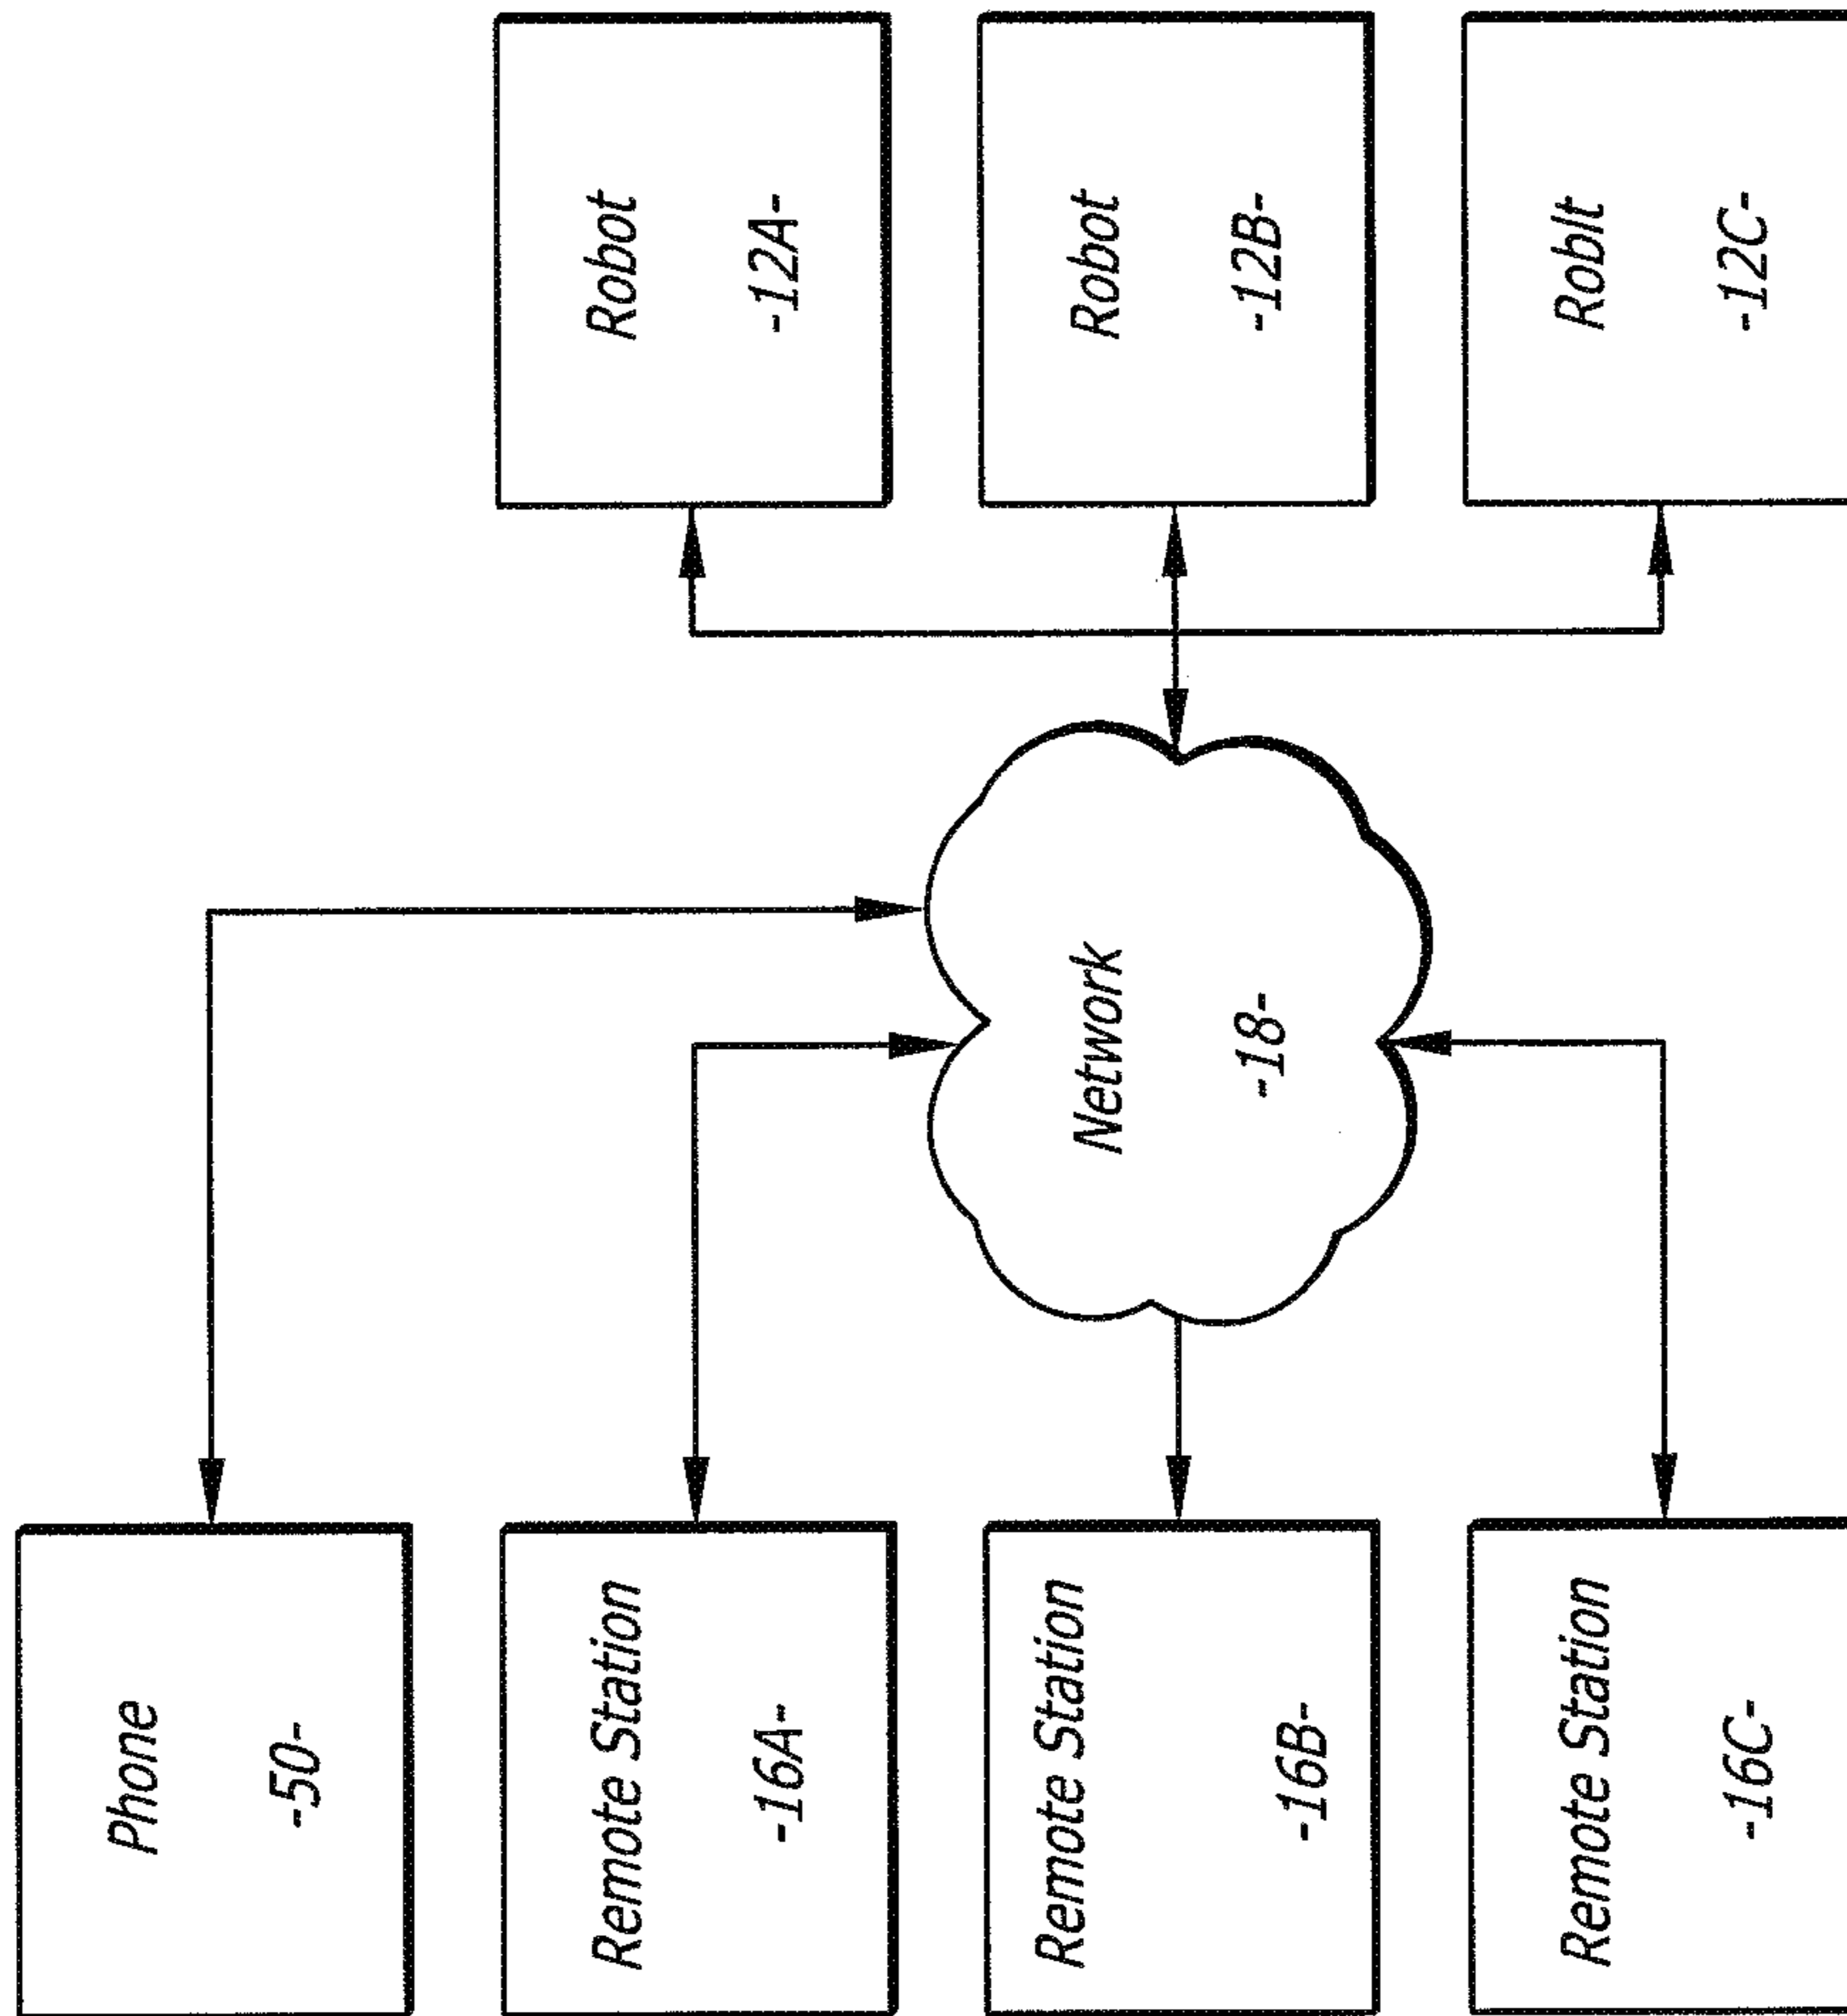 Phone
-50-
Remote Station
-16A-
Robot
-12A-
Remote Station
-16B-
Network
-18-
Robot
-12B-
Remote Station
-16C-
Roblt
-12C-